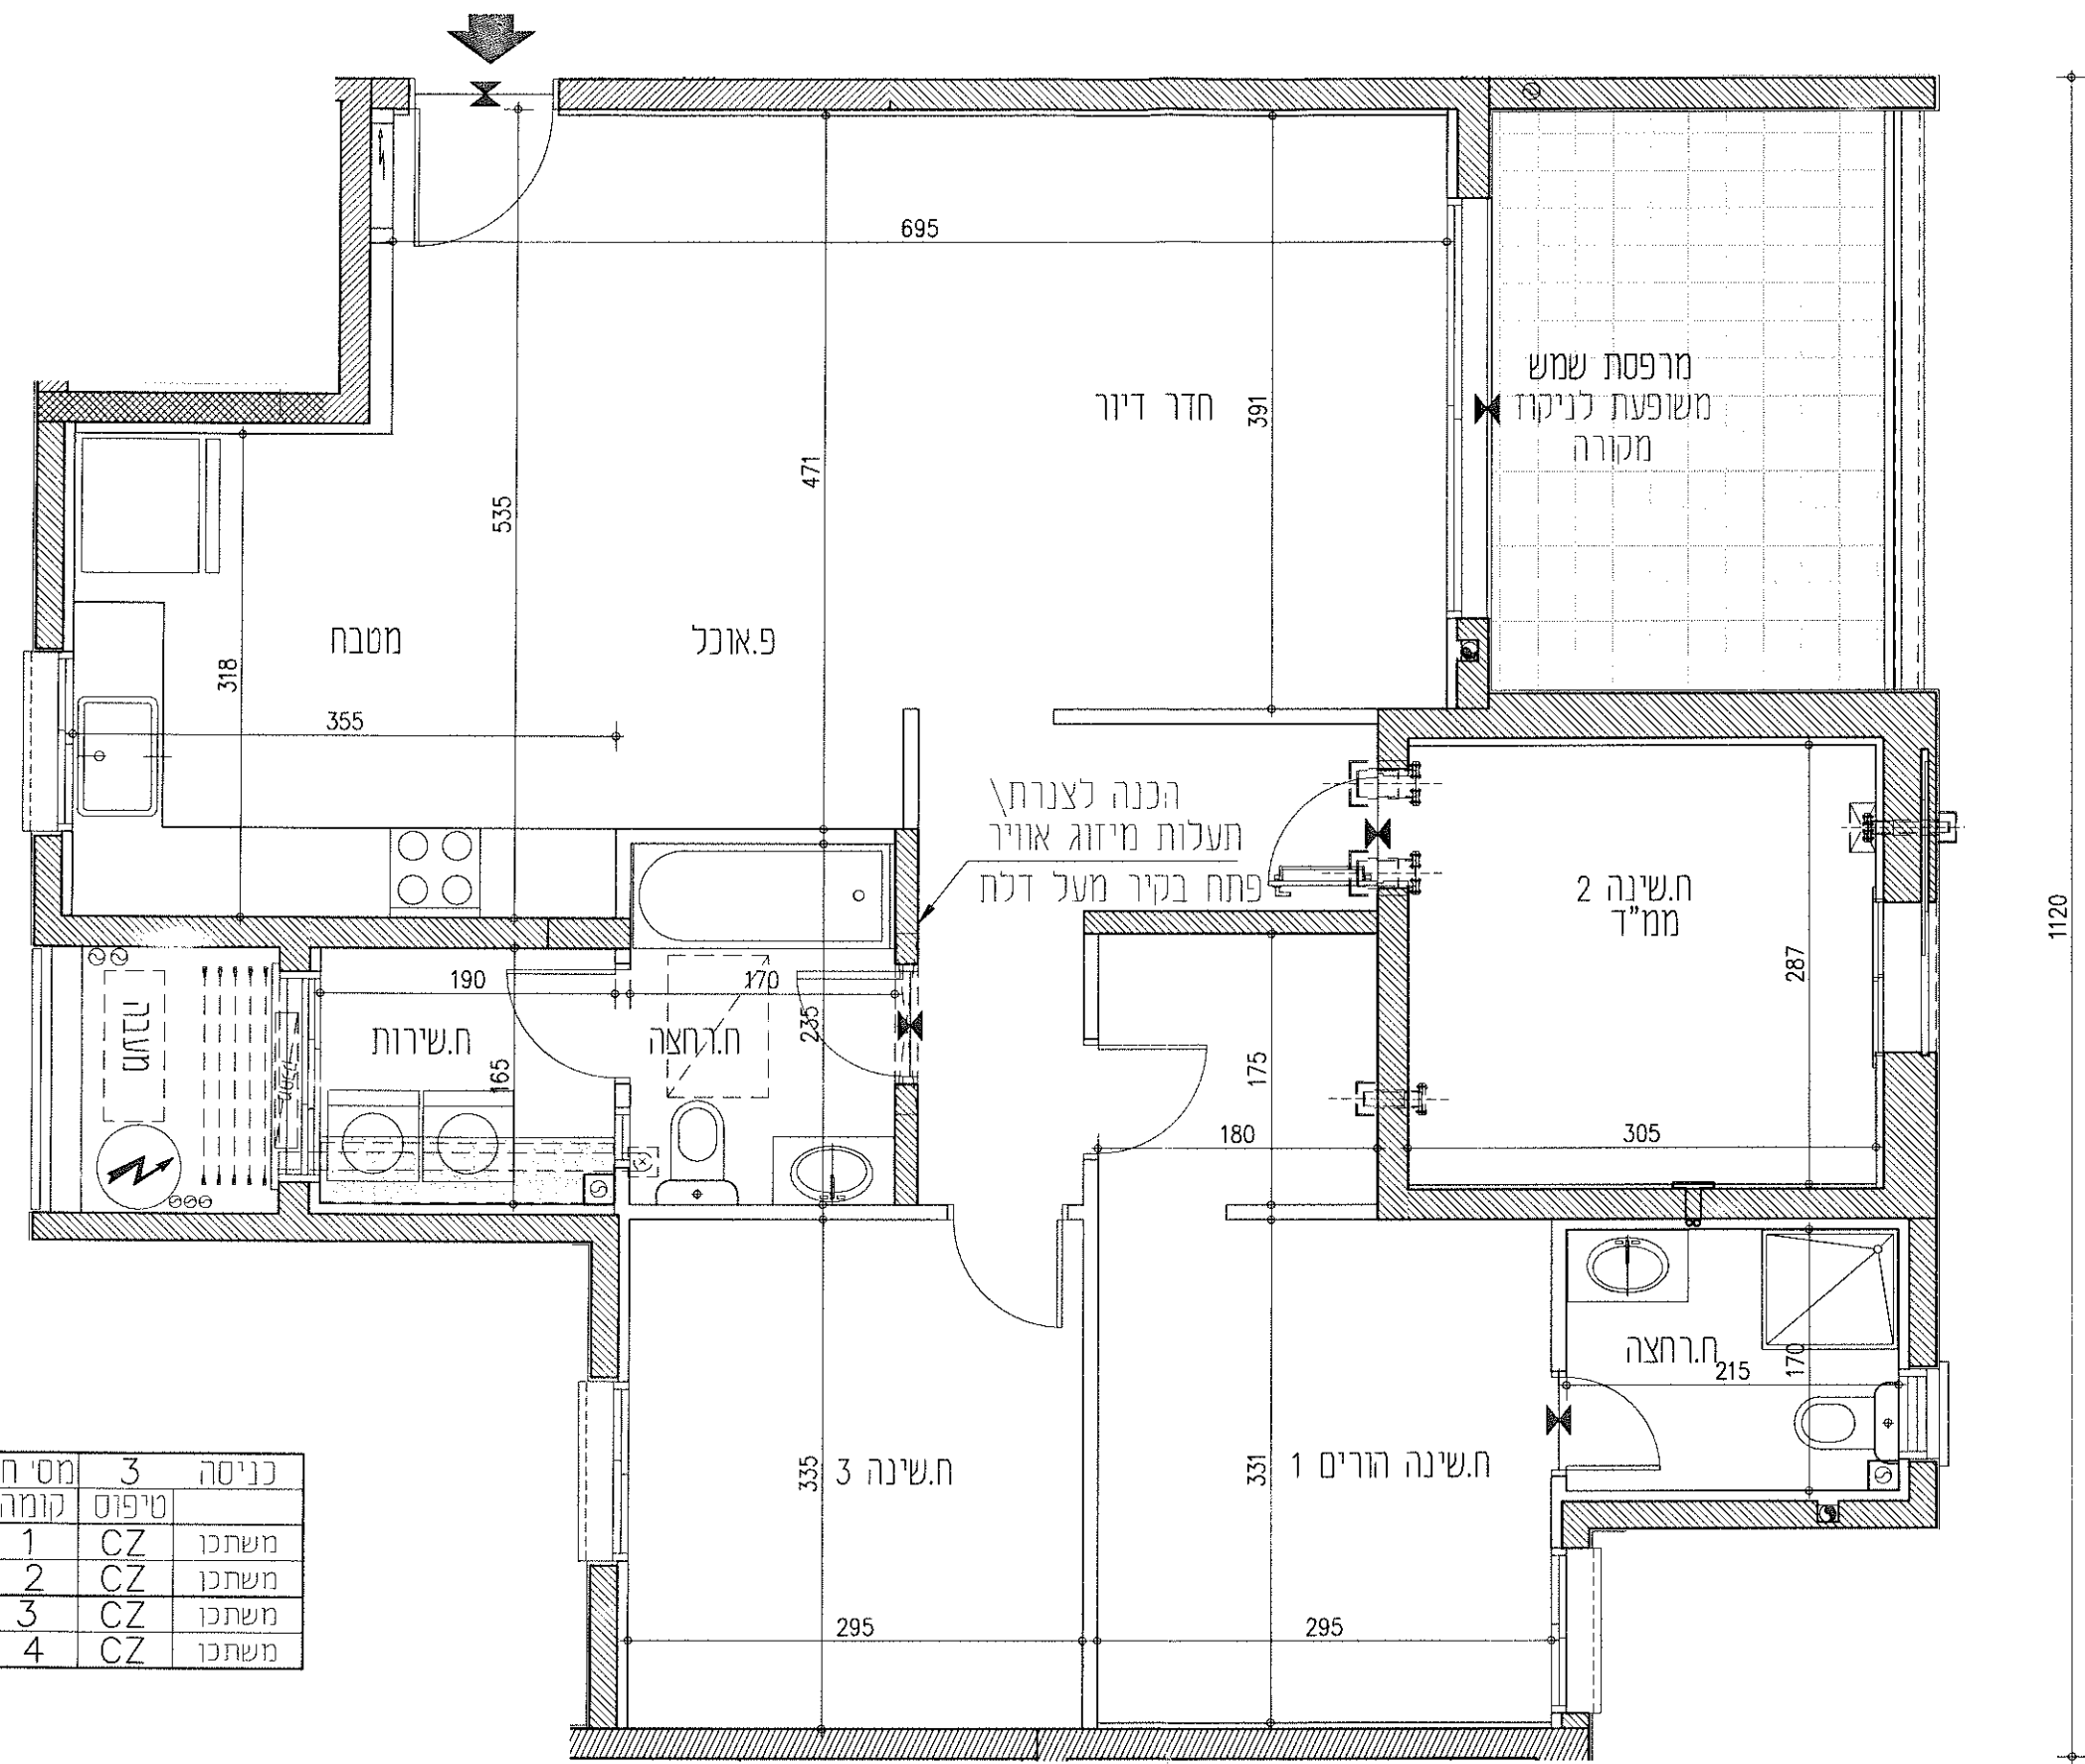 695
מרפסת שמש
משופעת לניקוז
מקורה
חדר דיור
391
471
535
מטבח
פ.אוכל
318
355
הכנה לצנרת\
תעלות מיזוג אוויר
פתח בקיר מעל דלת
ח.שינה 2
ממ"ד
287
305
1120
190
170
235
165
ח.שירות
ח.רחצה
מעבה
175
180
ח.רחצה
215
170
ח.שינה 3
335
ח.שינה הורים 1
331
295
295
כניסה 3 מס' ח
טיפוס קומה
משתכן CZ 1
משתכן CZ 2
משתכן CZ 3
משתכן CZ 4